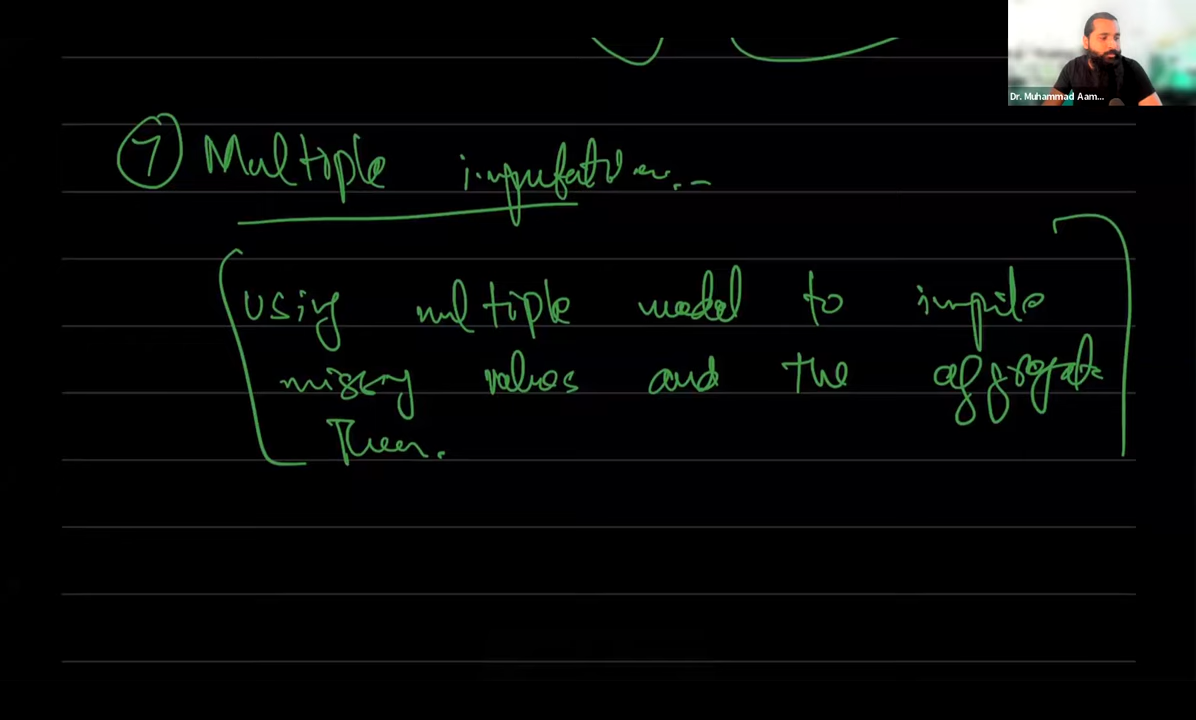 Dr. Muhammad Aam...
7 Multiple imputation.-
Using multiple model to impute
missing values and the aggregate
Them.